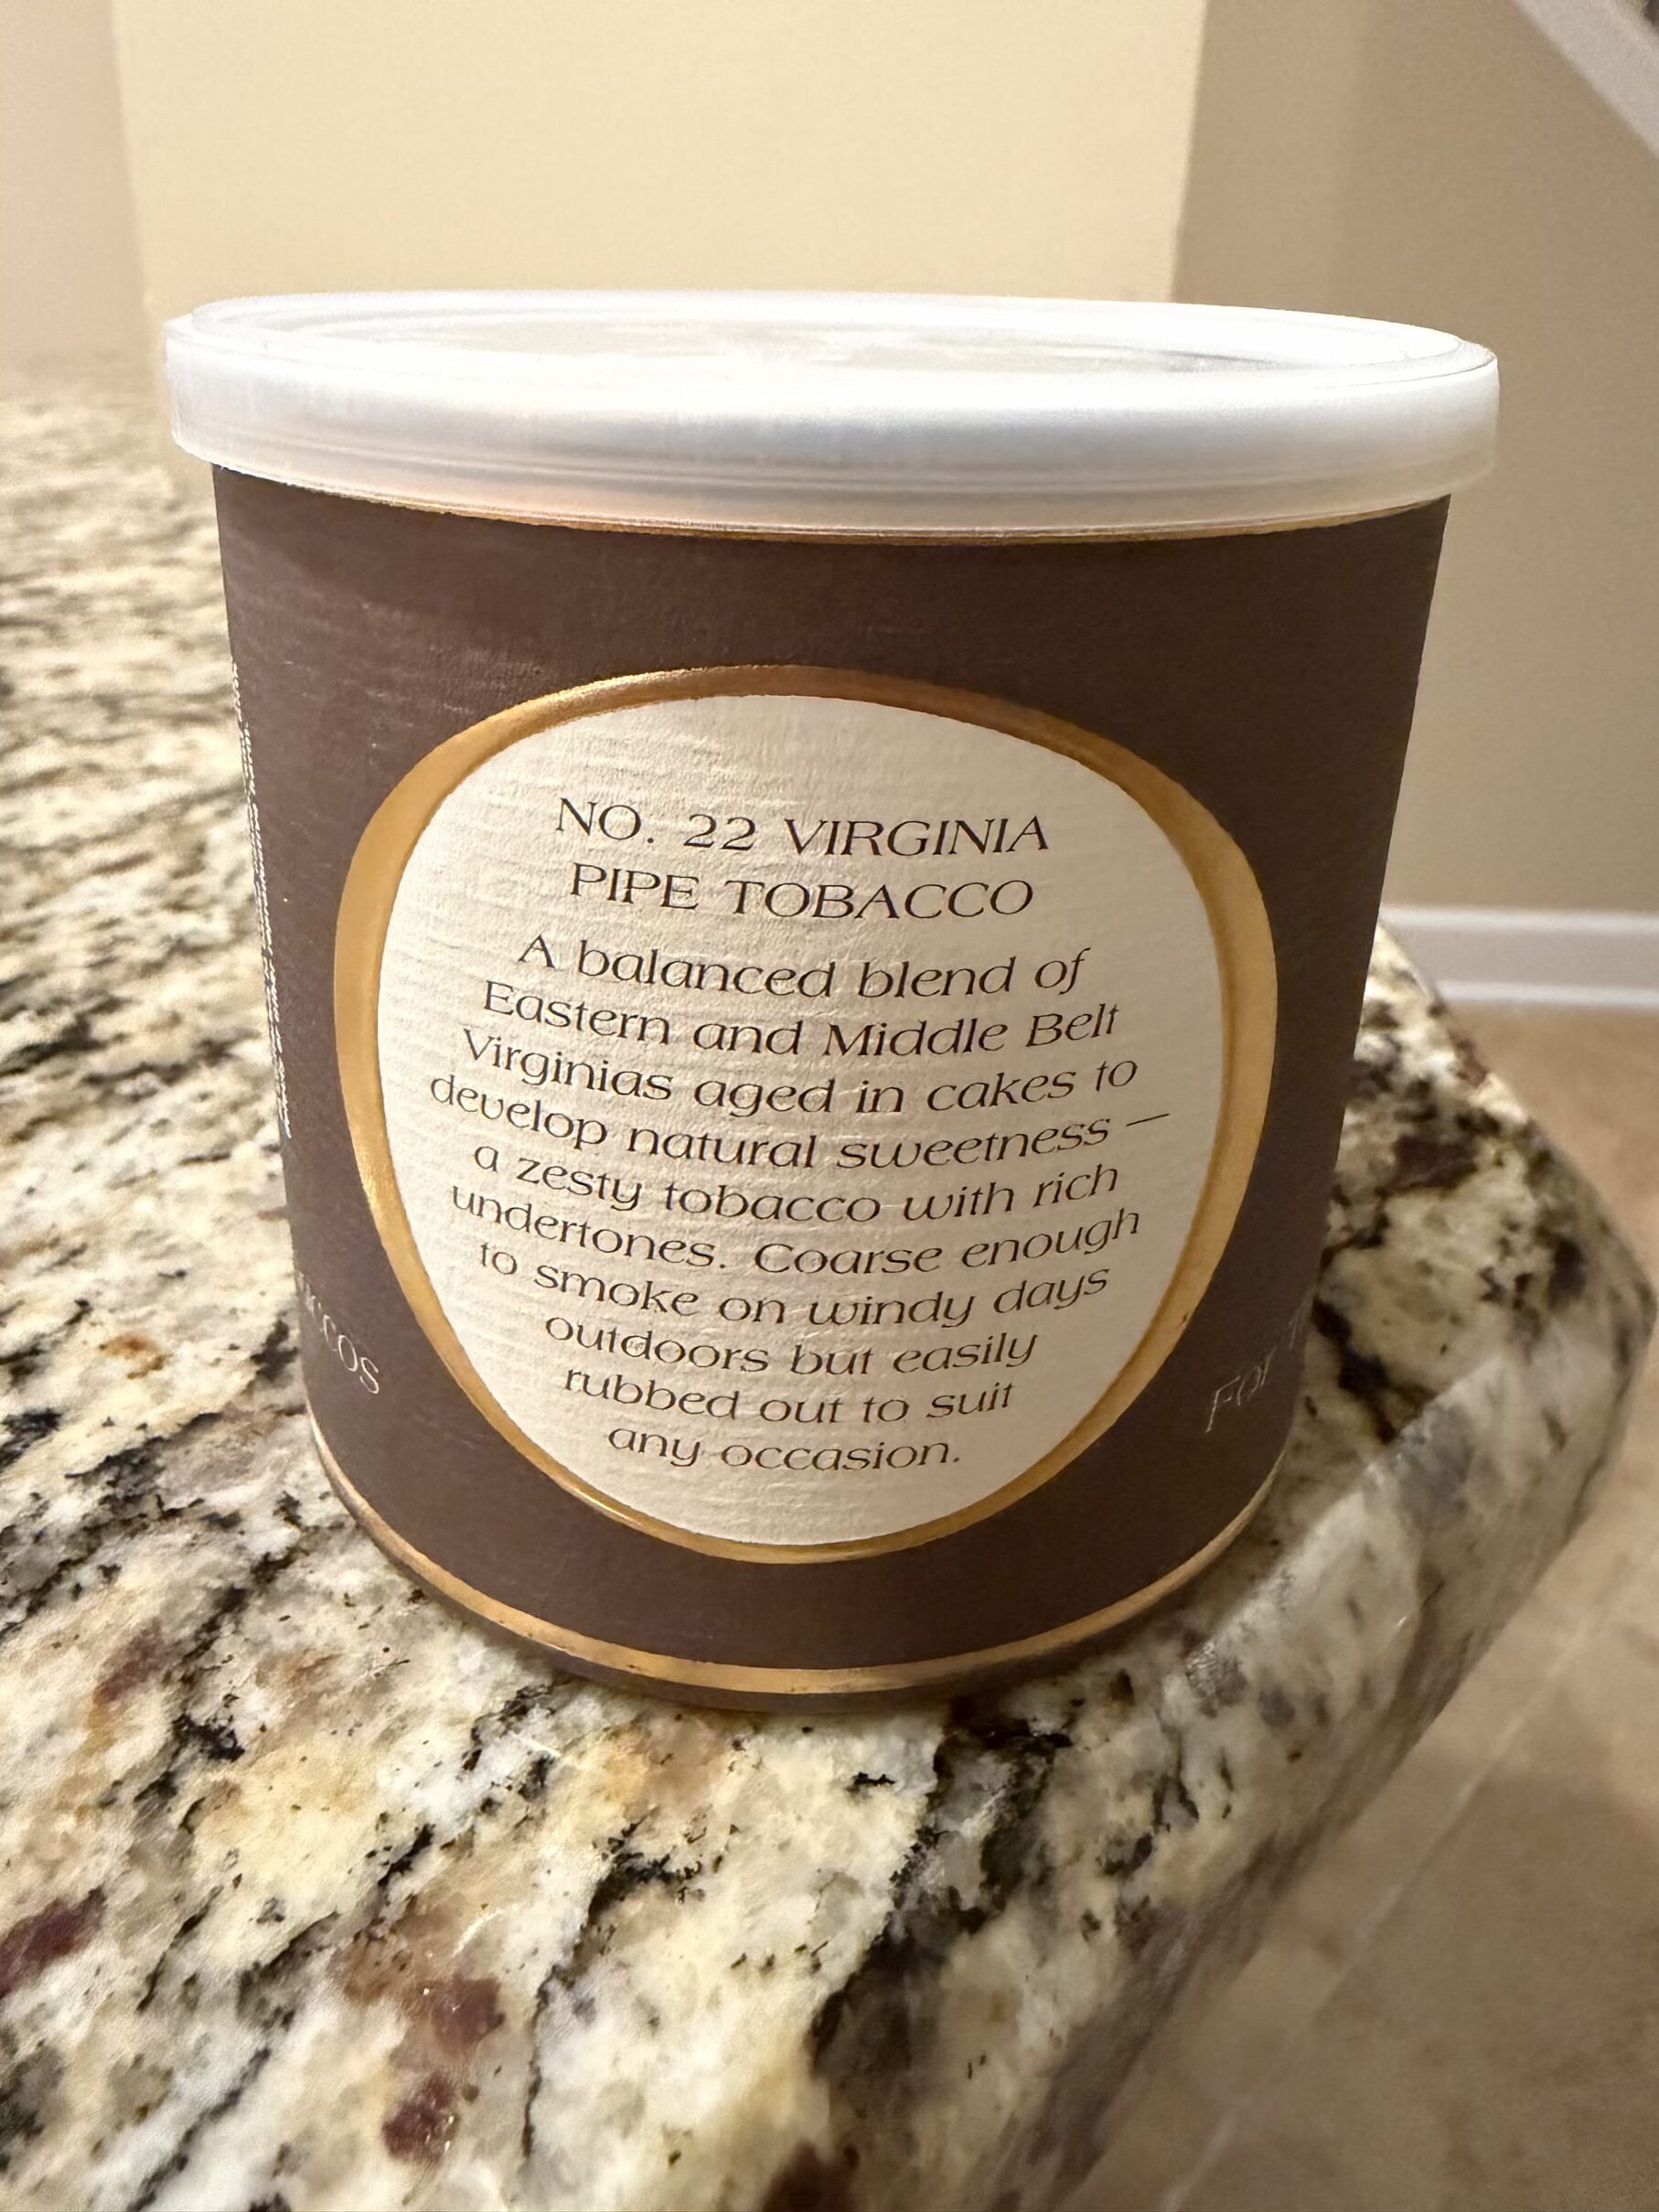 NO. 22 VIRGINIA
PIPE TOBACCO
A balanced blend of
Eastern and Middle Belt
Virginias aged in cakes to
develop natural sweetness —
a zesty tobacco with rich
undertones. Coarse enough
to smoke on windy days
outdoors but easily
rubbed out to suit
any occasion.
For